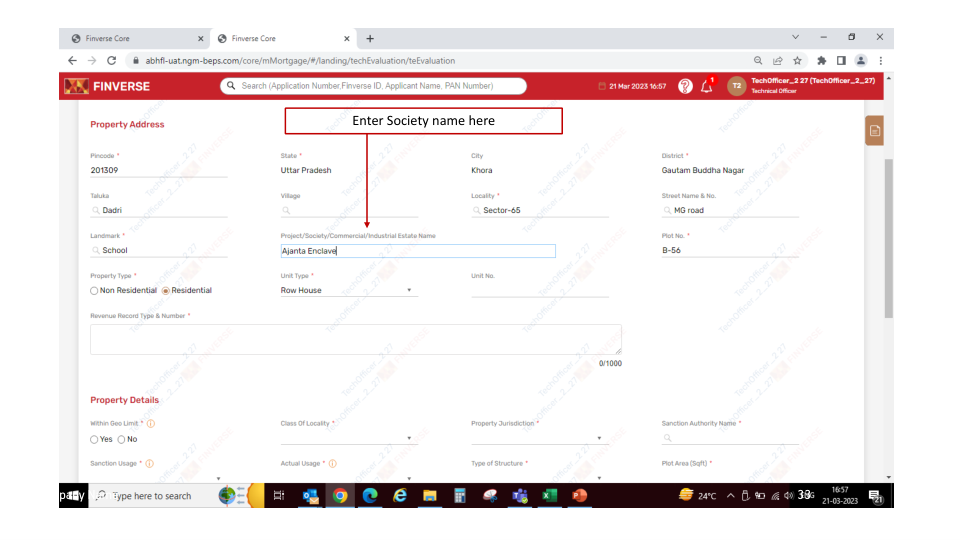 Finverse Core
Finverse Core
abhfl-uat.ngm-beps.com/core/mMortgage/#/landing/techEvaluation/teEvaluation
FINVERSE
Search (Application Number,Finverse ID, Applicant Name, PAN Number)
21 Mar 2023 16:57
1
T2
TechOfficer_2 27 (TechOfficer_2_27)
Technical Officer
Property Address
Enter Society name here
Pincode *
State *
City
District *
201309
Uttar Pradesh
Khora
Gautam Buddha Nagar
Taluka
Village
Locality *
Street Name & No.
Dadri
Sector-65
MG road
Landmark *
Project/Society/Commercial/Industrial Estate Name
Plot No. *
School
Ajanta Enclave
B-56
Property Type *
Unit Type *
Unit No.
Non Residential
Residential
Row House
Revenue Record Type & Number *
0/1000
Property Details
Within Geo Limit *
Class Of Locality *
Property Jurisdiction *
Sanction Authority Name *
Yes
No
Sanction Usage *
Actual Usage *
Type of Structure *
Plot Area (Sqft) *
Type here to search
24°C
16:57
21-03-2023
21